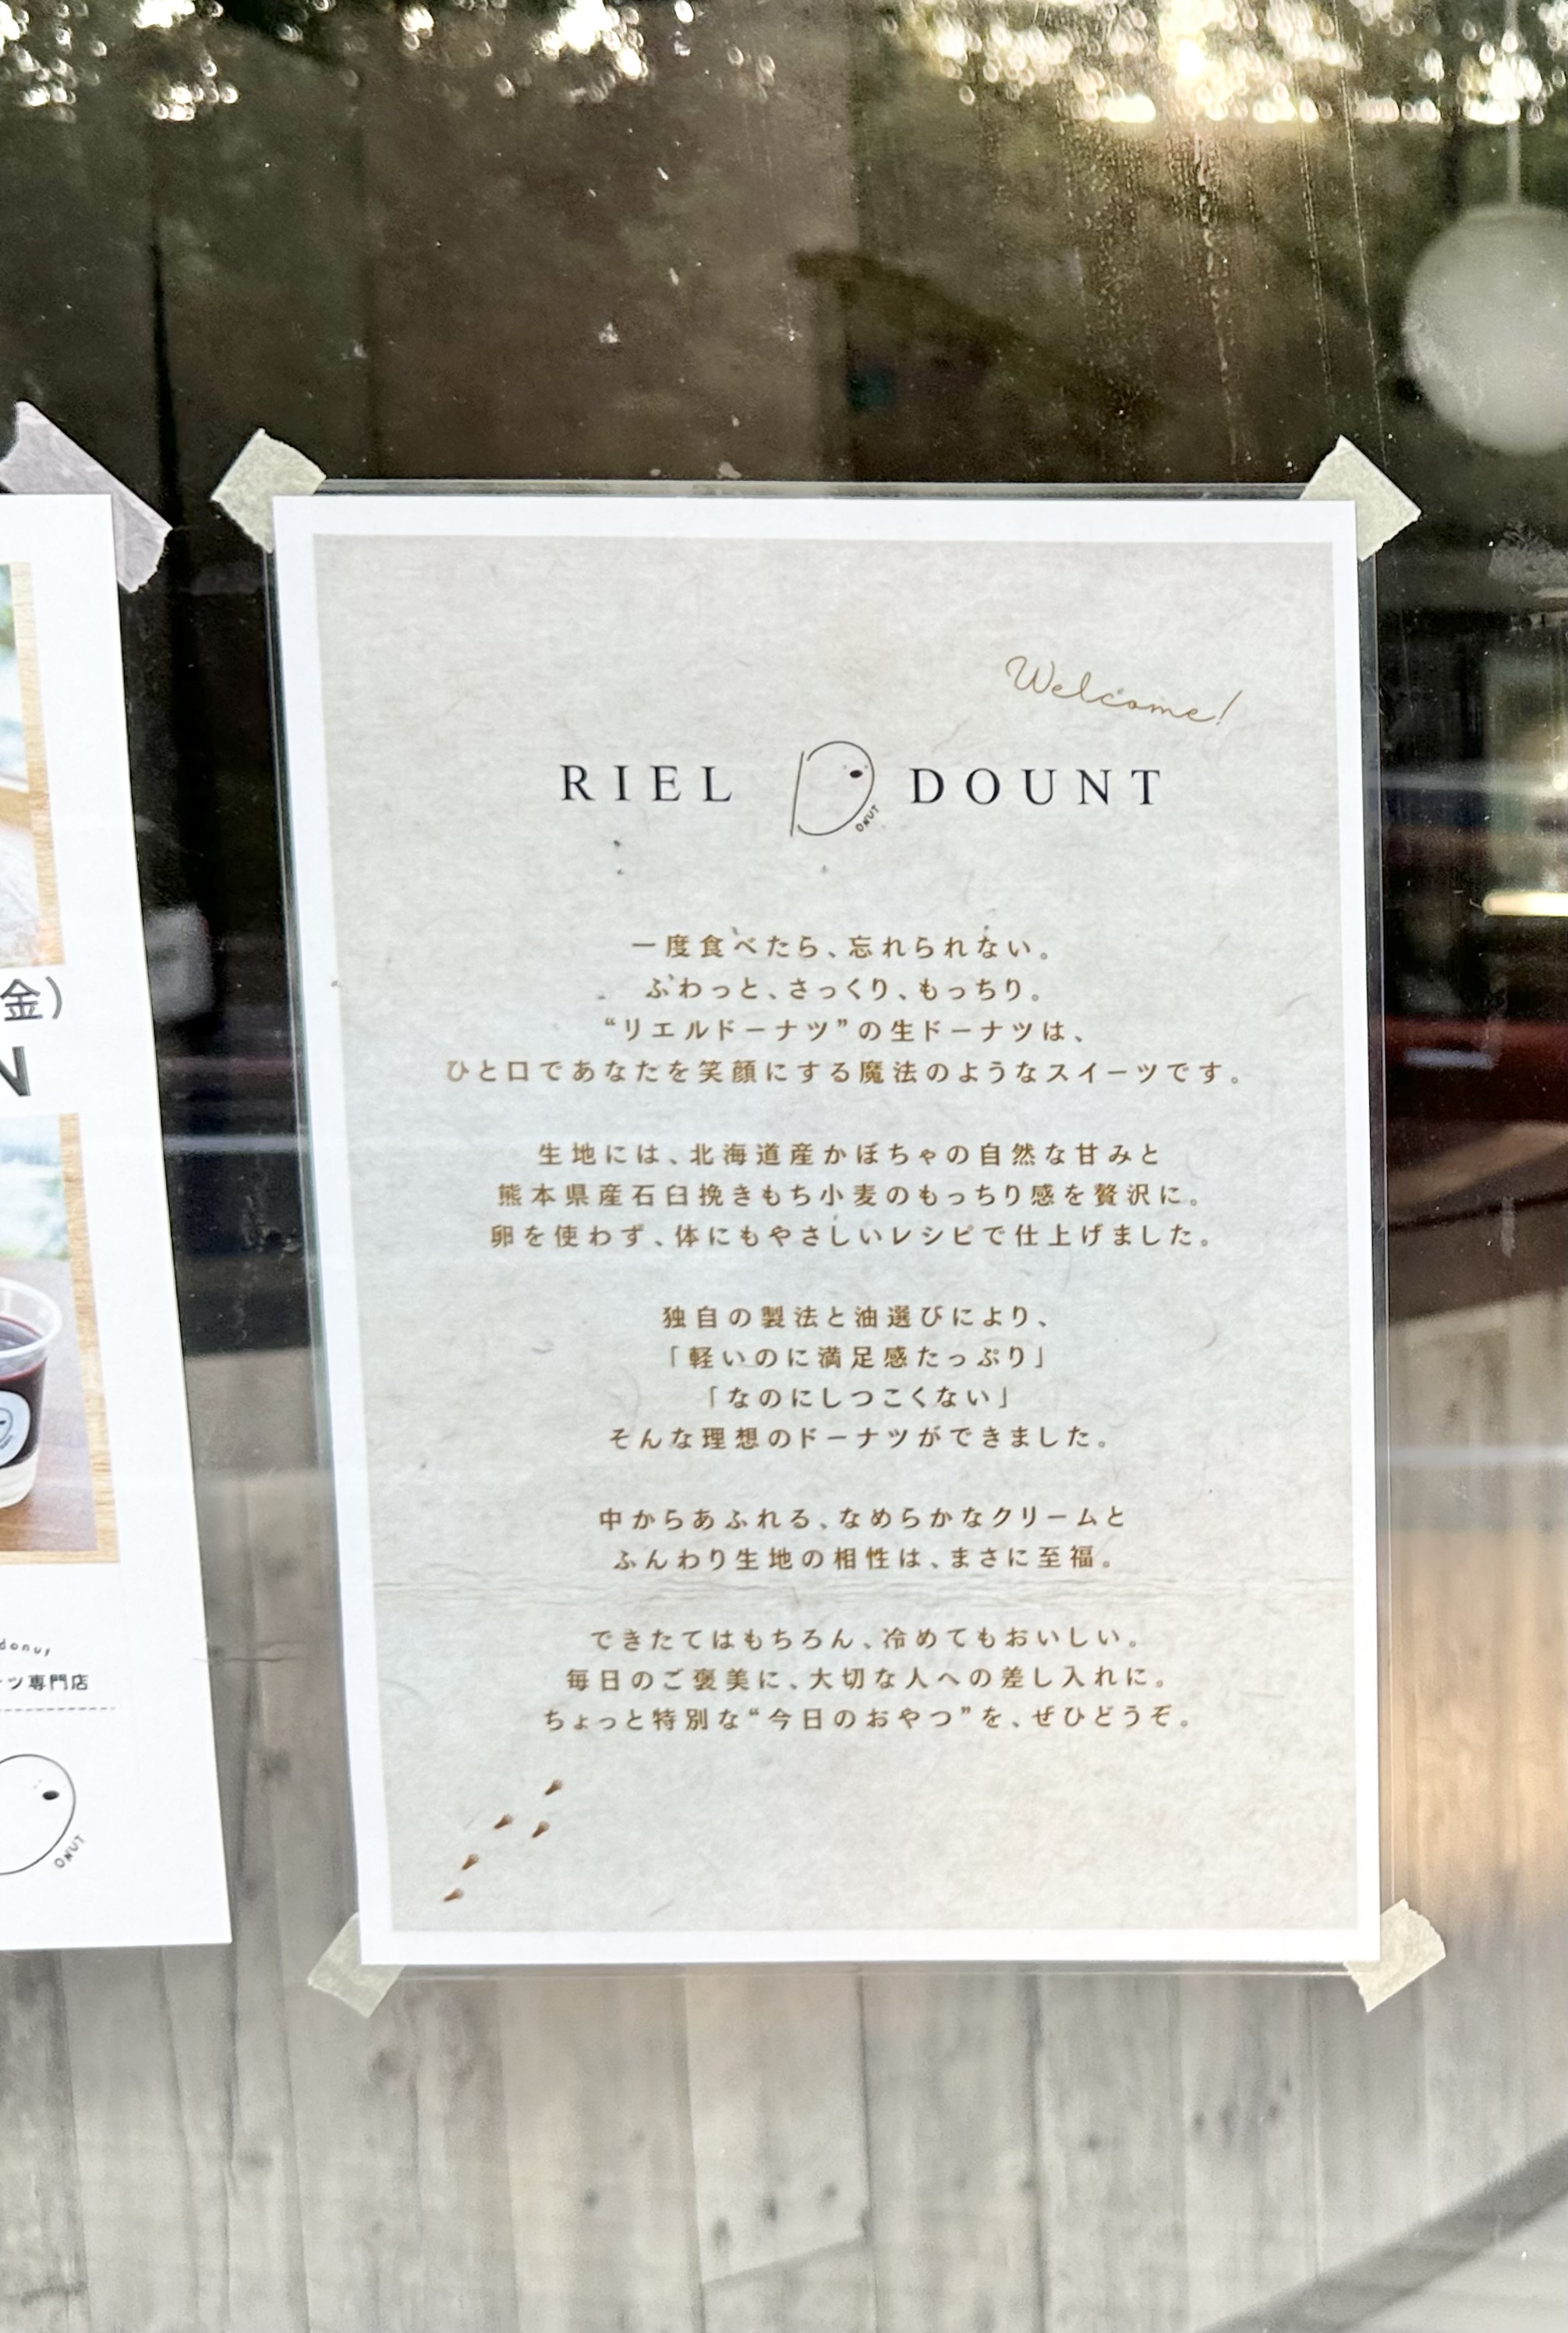 金）
N
donut
ーツ専門店
ONUT
Welcome!
RIEL D ONUT DOUNT
一度食べたら、忘れられない。
ふわっと、さっくり、もっちり。
“リエルドーナツ”の生ドーナツは、
ひと口であなたを笑顔にする魔法のようなスイーツです。
生地には、北海道産かぼちゃの自然な甘みと
熊本県産石臼挽きもち小麦のもっちり感を贅沢に。
卵を使わず、体にもやさしいレシピで仕上げました。
独自の製法と油選びにより、
「軽いのに満足感たっぷり」
「なのにしつこくない」
そんな理想のドーナツができました。
中からあふれる、なめらかなクリームと
ふんわり生地の相性は、まさに至福。
できたてはもちろん、冷めてもおいしい。
毎日のご褒美に、大切な人への差し入れに。
ちょっと特別な“今日のおやつ”を、ぜひどうぞ。